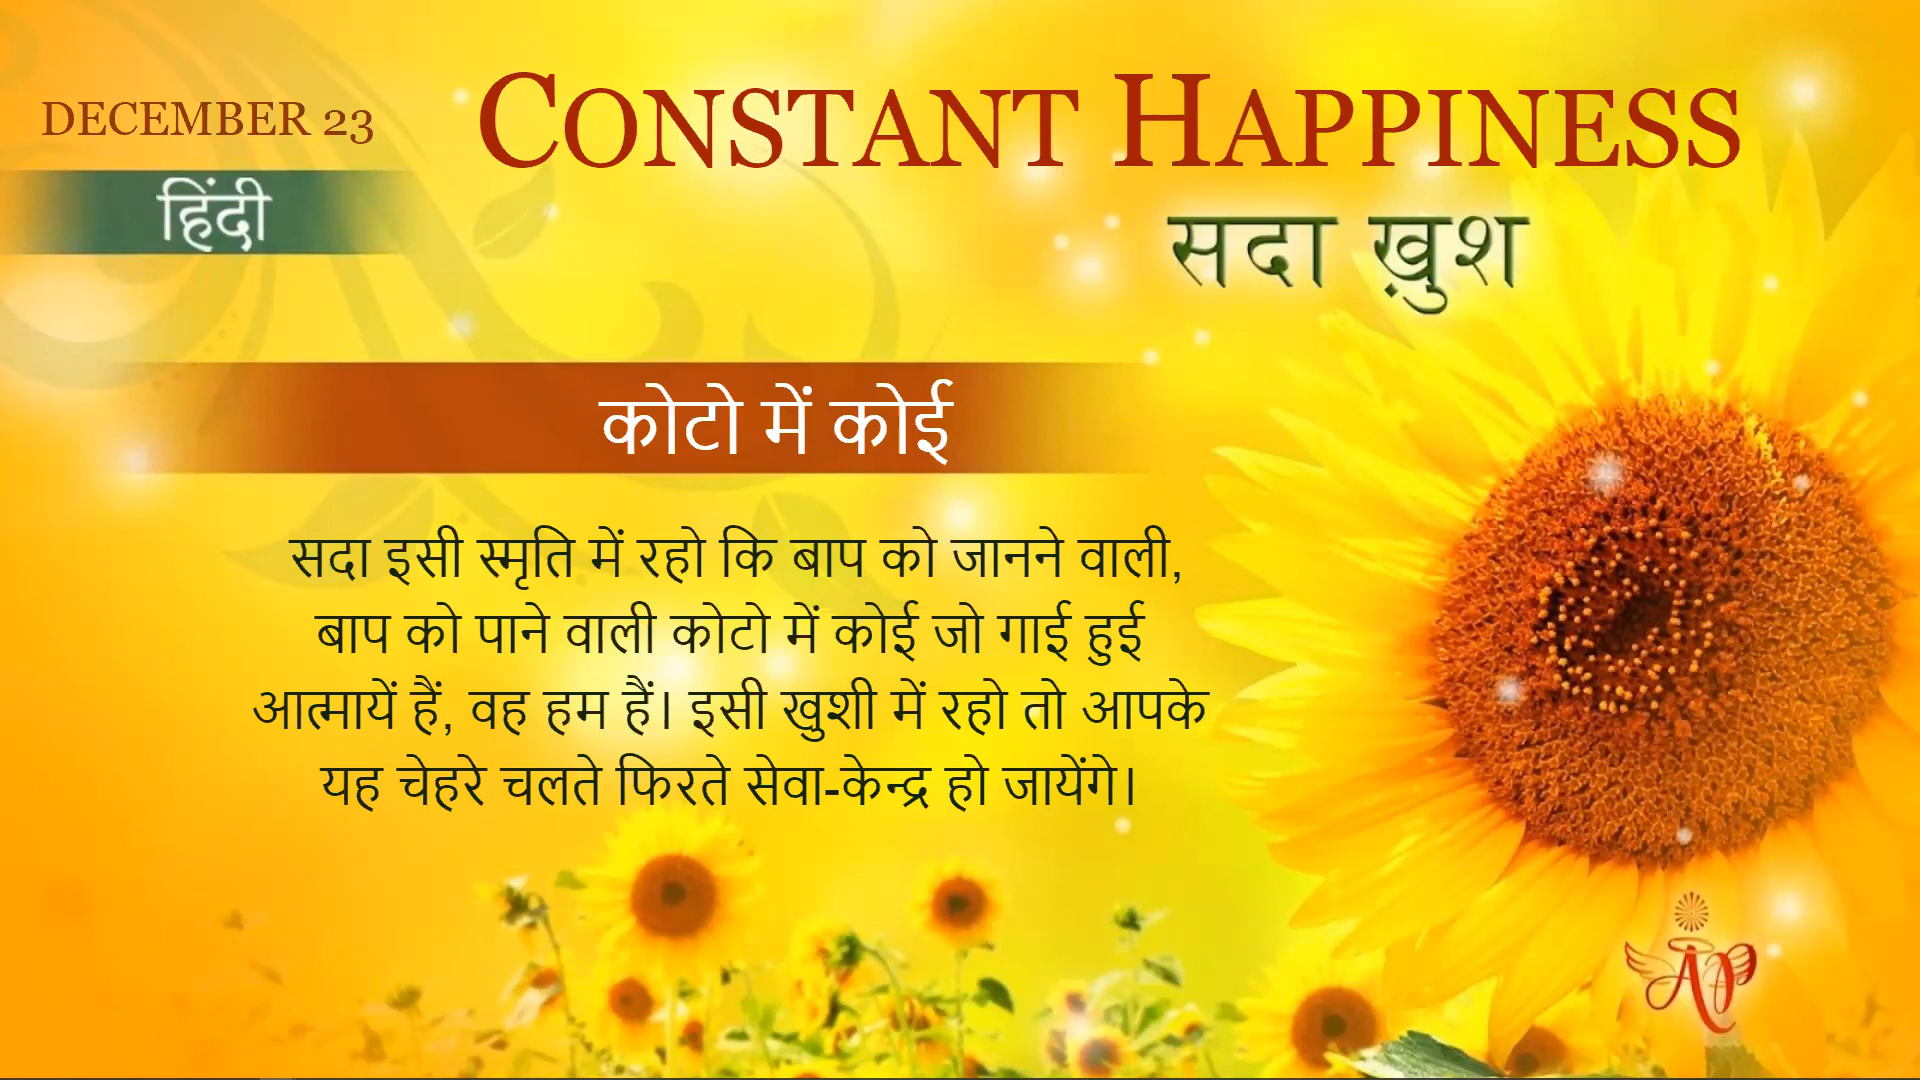 DECEMBER 23
CONSTANT HAPPINESS
हिंदी
सदा ख़ुश
कोटो में कोई
सदा इसी स्मृति में रहो कि बाप को जानने वाली,
बाप को पाने वाली कोटो में कोई जो गाई हुई
आत्मायें हैं, वह हम हैं। इसी खुशी में रहो तो आपके
यह चेहरे चलते फिरते सेवा-केन्द्र हो जायेंगे।
AP